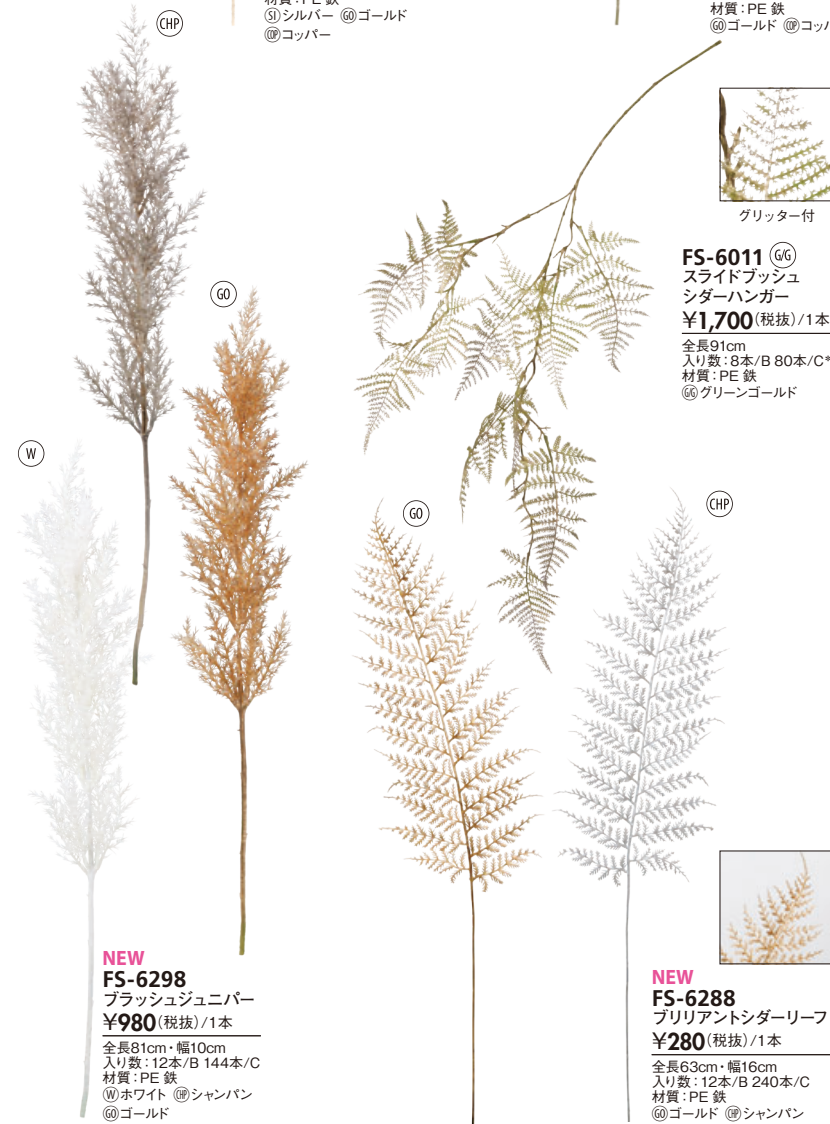 材質：PE 鉄
SIシルバー GOゴールド
COPコッパー
材質：PE 鉄
GOゴールド COPコッパ
CHP
グリッター付
FS-6011 G/G
スライドブッシュ
シダーハンガー
¥1,700(税抜)/1本
全長91cm
入り数：8本/B 80本/C*
材質：PE 鉄
G/Gグリーンゴールド
GO
W
GO
CHP
NEW
FS-6298
ブラッシュジュニパー
¥980(税抜)/1本
全長81cm・幅10cm
入り数：12本/B 144本/C
材質：PE 鉄
Wホワイト CHPシャンパン
GOゴールド
NEW
FS-6288
ブリリアントシダーリーフ
¥280(税抜)/1本
全長63cm・幅16cm
入り数：12本/B 240本/C
材質：PE 鉄
GOゴールド CHPシャンパン